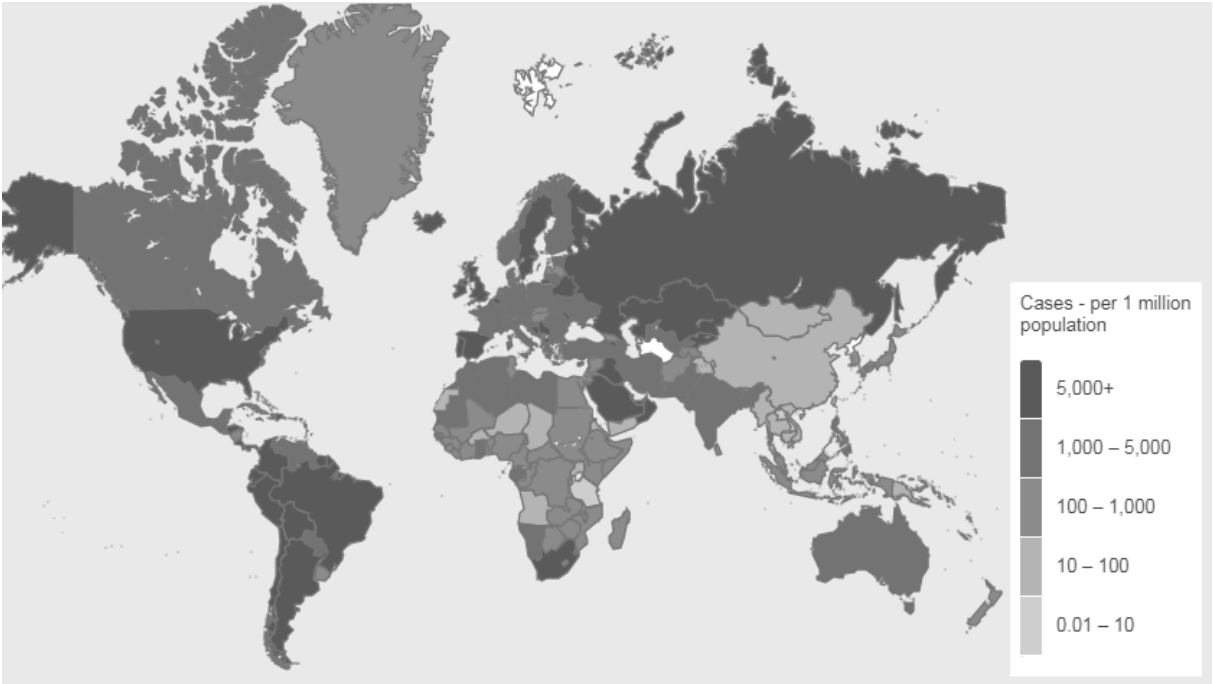 Cases - per 1 million
population
5,000+
1,000 – 5,000
100 – 1,000
10 – 100
0.01 – 10